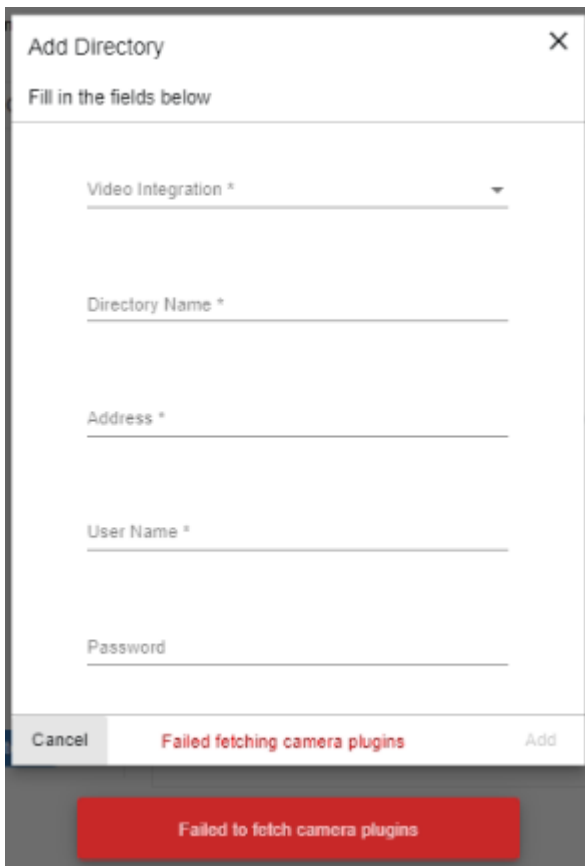 Add Directory
Fill in the fields below
Video Integration *
Directory Name *
Address *
User Name *
Password
Cancel
Failed fetching camera plugins
Add
Failed to fetch camera plugins